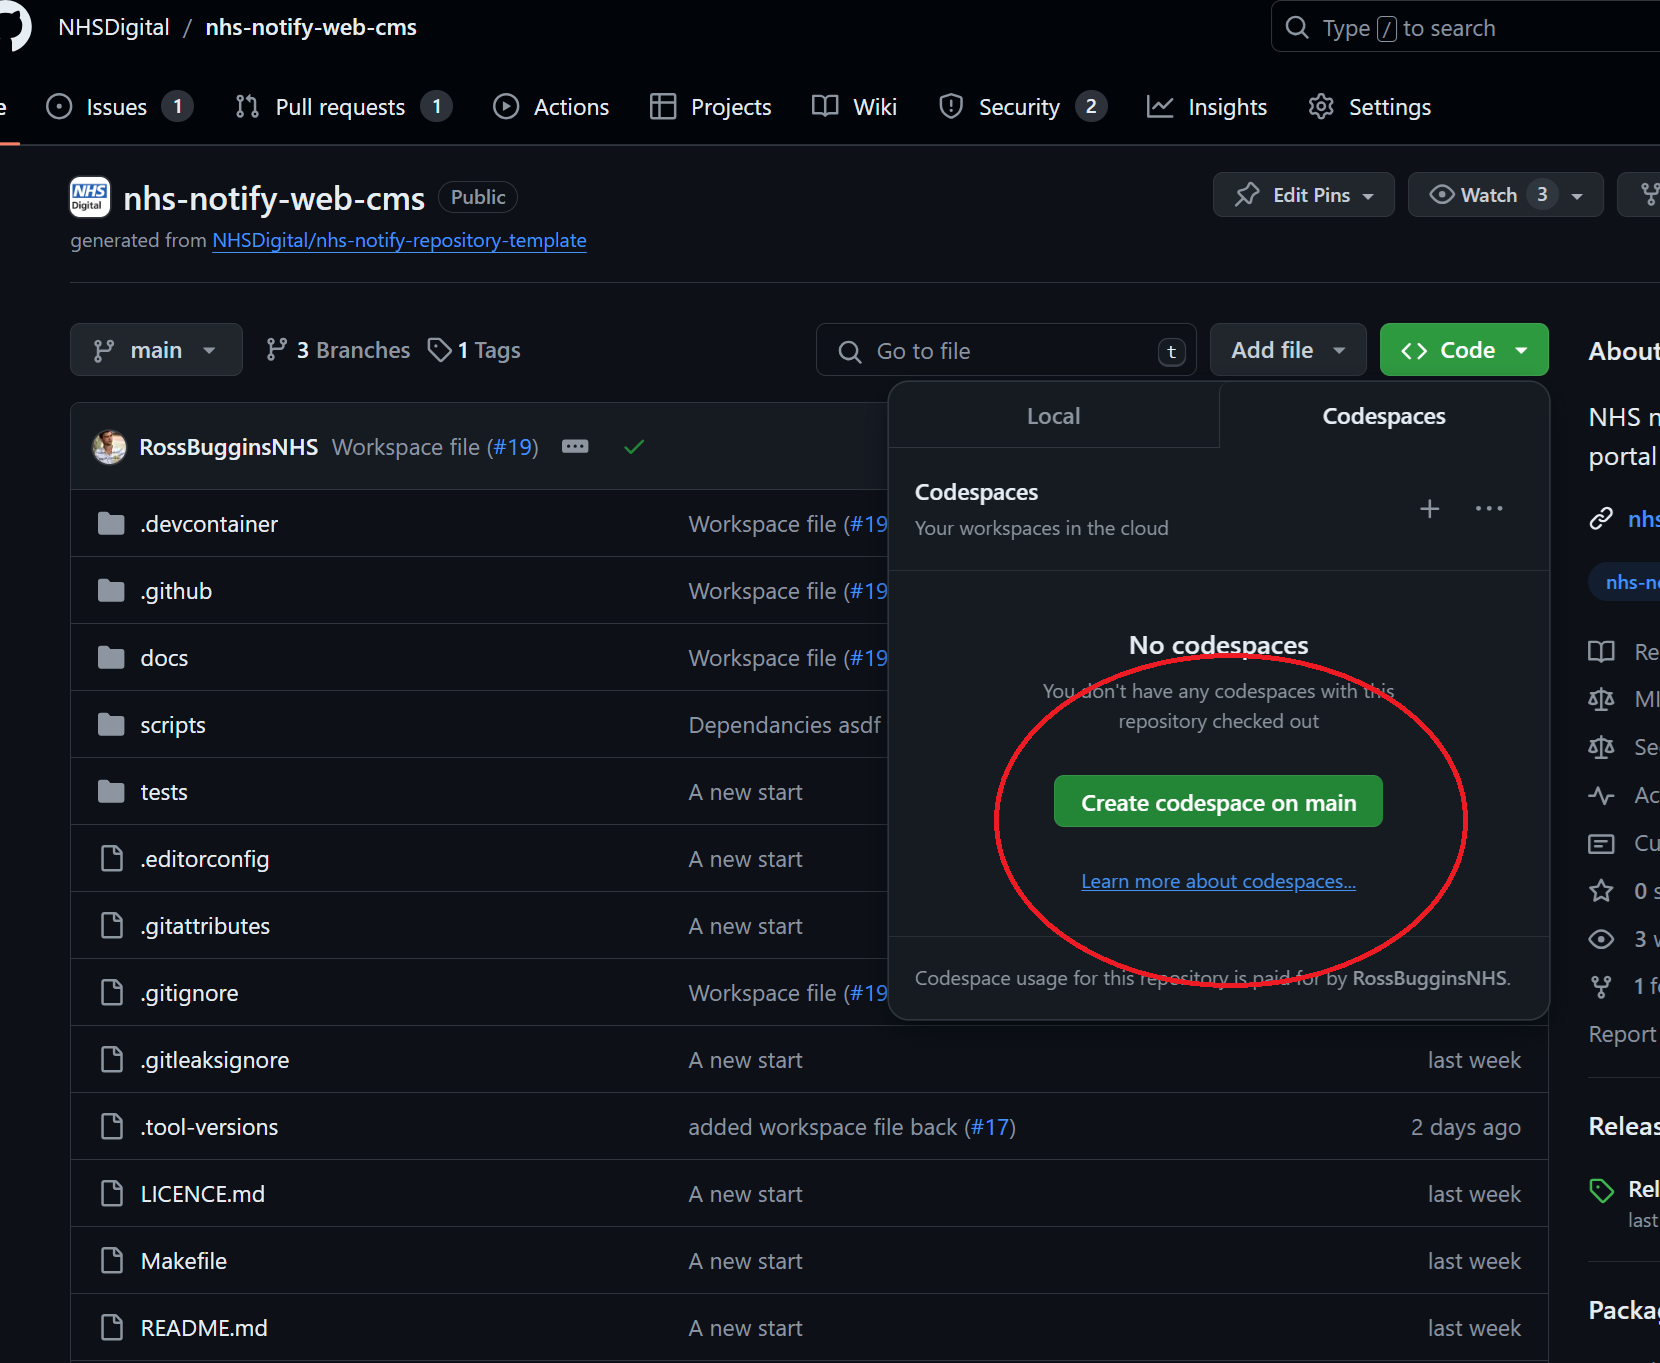 NHSDigital / nhs-notify-web-cms
Type / to search
e Issues 1 Pull requests 1 Actions Projects Wiki Security 2 Insights Settings
NHS Digital nhs-notify-web-cms Public
Edit Pins Watch 3
generated from NHSDigital/nhs-notify-repository-template
main 3 Branches 1 Tags Go to file t Add file <> Code
About
Local Codespaces
NHS n
portal
RossBugginsNHS Workspace file (#19)
Codespaces
Your workspaces in the cloud
nhs
.devcontainer Workspace file (#19
nhs-no
.github Workspace file (#19
No codespaces
You don't have any codespaces with this
repository checked out
docs Workspace file (#19
Re
MI
scripts Dependancies asdf
Se
tests A new start
Create codespace on main
Ac
Cu
.editorconfig A new start
Learn more about codespaces...
0 s
.gitattributes A new start
3 w
.gitignore Workspace file (#19
Codespace usage for this repository is paid for by RossBugginsNHS.
1 fo
Report
.gitleaksignore A new start last week
.tool-versions added workspace file back (#17) 2 days ago
Releas
LICENCE.md A new start last week
Rel
last
Makefile A new start last week
Packag
README.md A new start last week